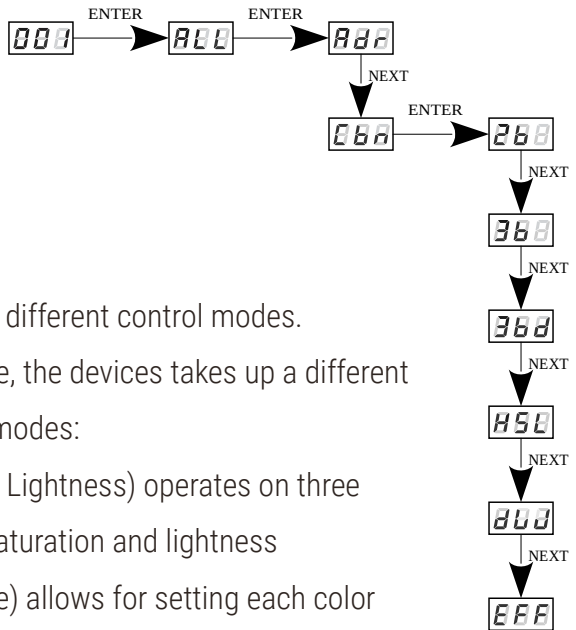 001 ENTER ALL ENTER Adr
NEXT
Cbn ENTER 2b
NEXT
3b
NEXT
different control modes.
3bd
e, the devices takes up a different
NEXT
modes:
HSL
Lightness) operates on three
NEXT
aturation and lightness
dUJ
NEXT
e) allows for setting each color
EFF